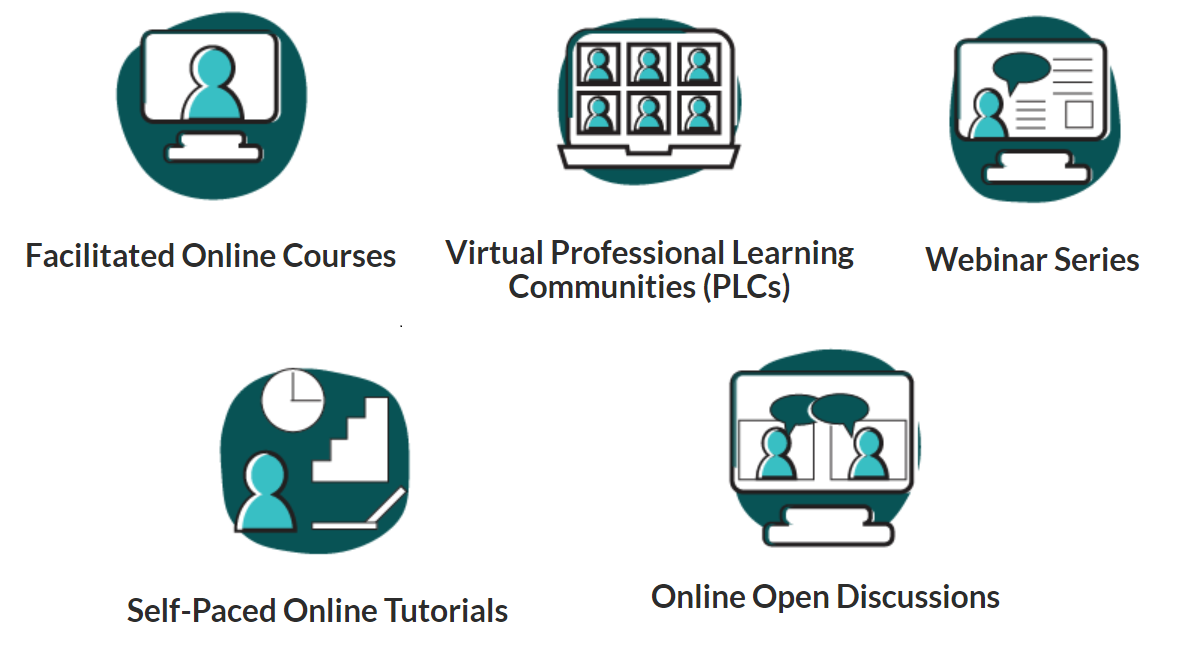 Facilitated Online Courses
Virtual Professional Learning
Communities (PLCs)
Webinar Series
.
Self-Paced Online Tutorials
Online Open Discussions